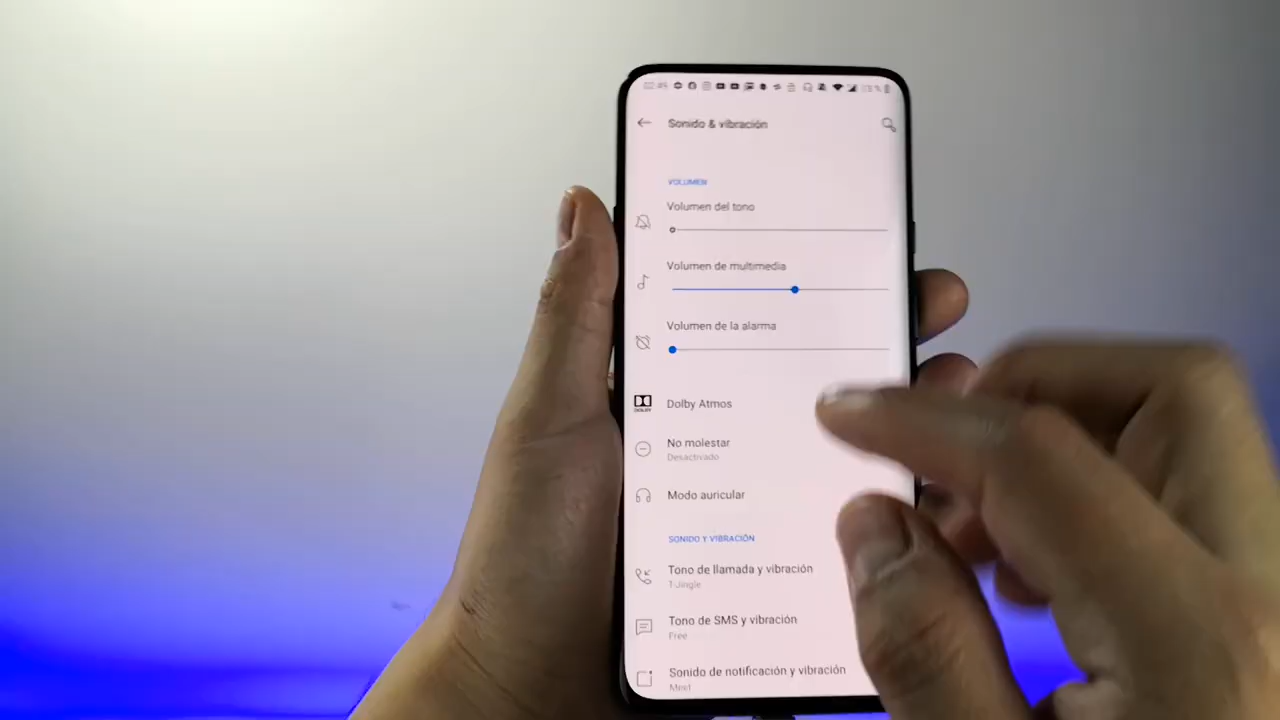 Sonido & vibración
VOLUMEN
Volumen del tono
Volumen de multimedia
Volumen de la alarma
DOLBY
Dolby Atmos
No molestar
Desactivado
Modo auricular
SONIDO Y VIBRACIÓN
Tono de llamada y vibración
Tono de SMS y vibración
Free
Sonido de notificación y vibración